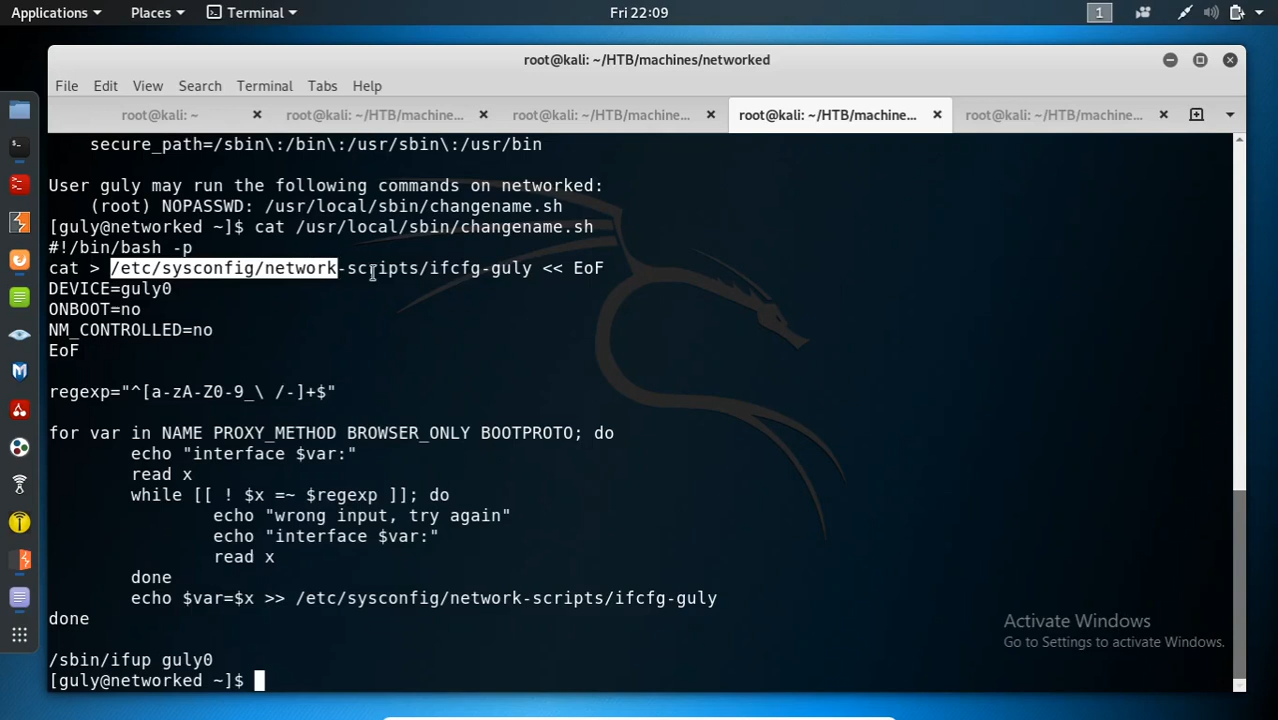 Applications
Places
Terminal
Fri 22:09
1
root@kali: ~/HTB/machines/networked
File Edit View Search Terminal Tabs Help
root@kali: ~
root@kali: ~/HTB/machine...
root@kali: ~/HTB/machine...
root@kali: ~/HTB/machine...
root@kali: ~/HTB/machine...
secure_path=/sbin\:/bin\:/usr/sbin\:/usr/bin
User guly may run the following commands on networked:
(root) NOPASSWD: /usr/local/sbin/changename.sh
[guly@networked ~]$ cat /usr/local/sbin/changename.sh
#!/bin/bash -p
cat > /etc/sysconfig/network-scripts/ifcfg-guly << EoF
DEVICE=guly0
ONBOOT=no
NM_CONTROLLED=no
EoF
regexp="^[a-zA-Z0-9_\ /-]+$"
for var in NAME PROXY_METHOD BROWSER_ONLY BOOTPROTO; do
echo "interface $var:"
read x
while [[ ! $x =~ $regexp ]]; do
echo "wrong input, try again"
echo "interface $var:"
read x
done
echo $var=$x >> /etc/sysconfig/network-scripts/ifcfg-guly
done
/sbin/ifup guly0
[guly@networked ~]$
Activate Windows
Go to Settings to activate Windows.